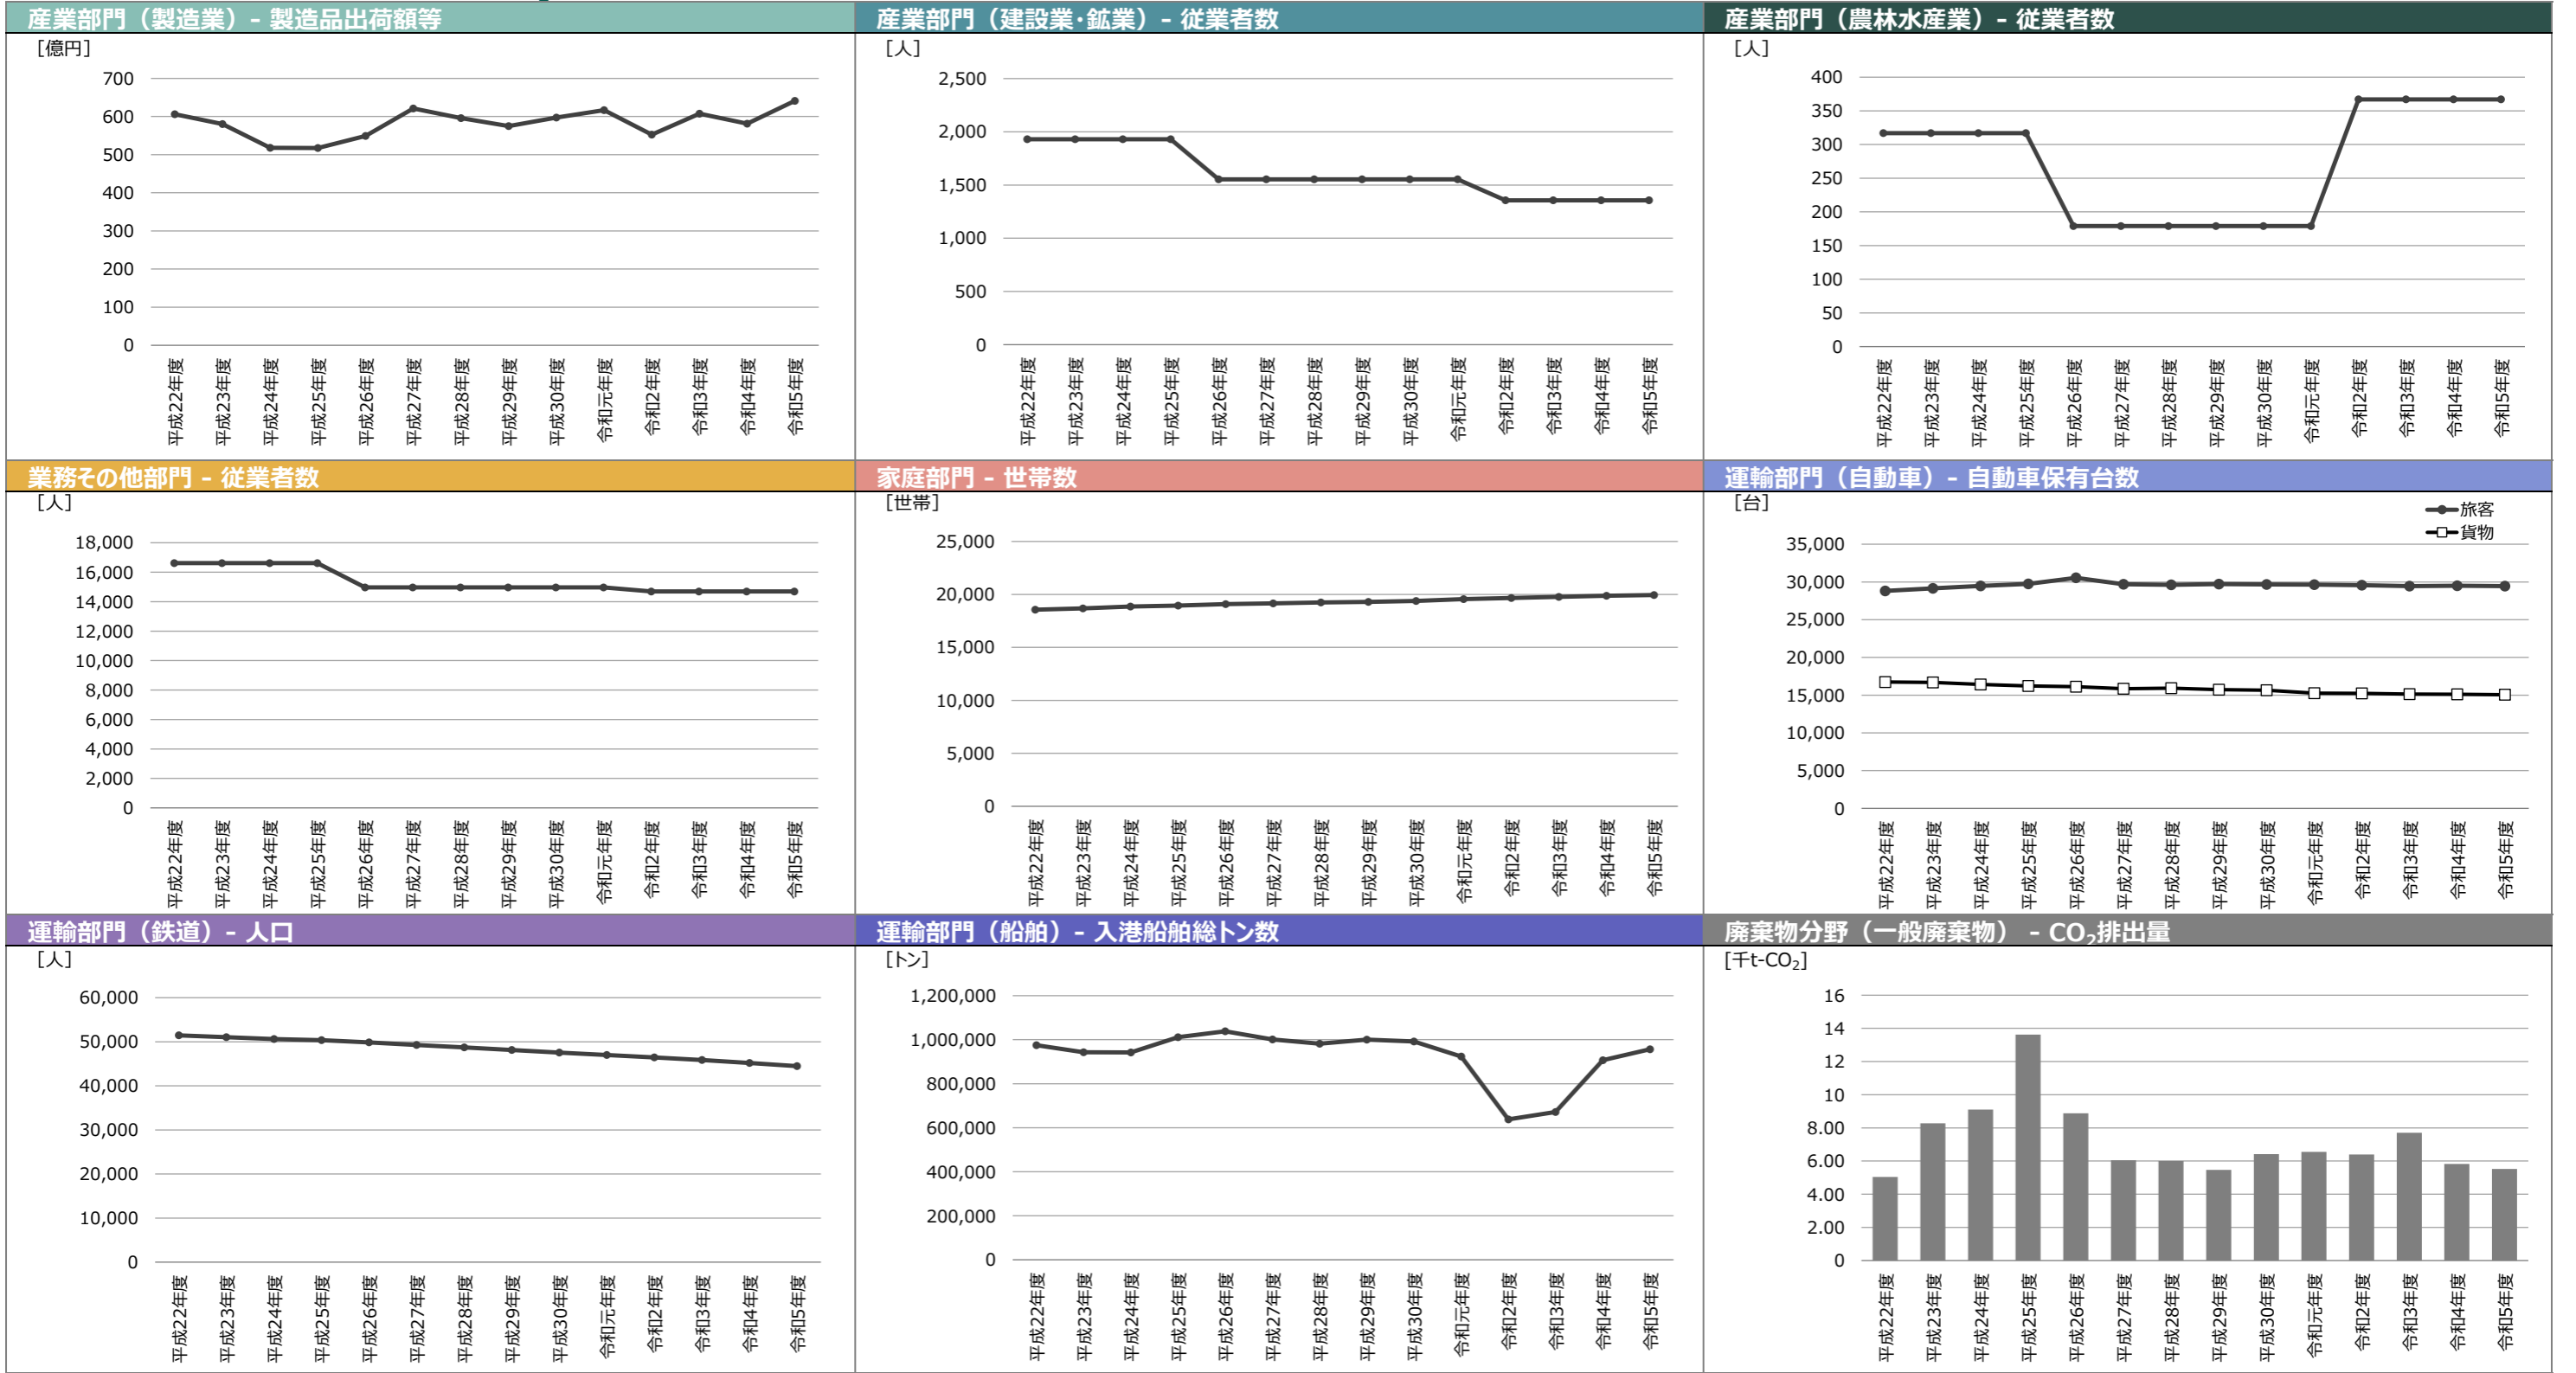 産業部門（製造業）- 製造品出荷額等
[億円]
700
600
500
400
300
200
100
0
平成22年度
平成23年度
平成24年度
平成25年度
平成26年度
平成27年度
平成28年度
平成29年度
平成30年度
令和元年度
令和2年度
令和3年度
令和4年度
令和5年度
産業部門（建設業・鉱業）- 従業者数
[人]
2,500
2,000
1,500
1,000
500
0
平成22年度
平成23年度
平成24年度
平成25年度
平成26年度
平成27年度
平成28年度
平成29年度
平成30年度
令和元年度
令和2年度
令和3年度
令和4年度
令和5年度
産業部門（農林水産業）- 従業者数
[人]
400
350
300
250
200
150
100
50
0
平成22年度
平成23年度
平成24年度
平成25年度
平成26年度
平成27年度
平成28年度
平成29年度
平成30年度
令和元年度
令和2年度
令和3年度
令和4年度
令和5年度
業務その他部門 - 従業者数
[人]
18,000
16,000
14,000
12,000
10,000
8,000
6,000
4,000
2,000
0
平成22年度
平成23年度
平成24年度
平成25年度
平成26年度
平成27年度
平成28年度
平成29年度
平成30年度
令和元年度
令和2年度
令和3年度
令和4年度
令和5年度
家庭部門 - 世帯数
[世帯]
25,000
20,000
15,000
10,000
5,000
0
平成22年度
平成23年度
平成24年度
平成25年度
平成26年度
平成27年度
平成28年度
平成29年度
平成30年度
令和元年度
令和2年度
令和3年度
令和4年度
令和5年度
運輸部門（自動車）- 自動車保有台数
[台]
旅客
貨物
35,000
30,000
25,000
20,000
15,000
10,000
5,000
0
平成22年度
平成23年度
平成24年度
平成25年度
平成26年度
平成27年度
平成28年度
平成29年度
平成30年度
令和元年度
令和2年度
令和3年度
令和4年度
令和5年度
運輸部門（鉄道）- 人口
[人]
60,000
50,000
40,000
30,000
20,000
10,000
0
平成22年度
平成23年度
平成24年度
平成25年度
平成26年度
平成27年度
平成28年度
平成29年度
平成30年度
令和元年度
令和2年度
令和3年度
令和4年度
令和5年度
運輸部門（船舶）- 入港船舶総トン数
[トン]
1,200,000
1,000,000
800,000
600,000
400,000
200,000
0
平成22年度
平成23年度
平成24年度
平成25年度
平成26年度
平成27年度
平成28年度
平成29年度
平成30年度
令和元年度
令和2年度
令和3年度
令和4年度
令和5年度
廃棄物分野（一般廃棄物） - CO₂排出量
[千t-CO₂]
16
14
12
10
8.00
6.00
4.00
2.00
0
平成22年度
平成23年度
平成24年度
平成25年度
平成26年度
平成27年度
平成28年度
平成29年度
平成30年度
令和元年度
令和2年度
令和3年度
令和4年度
令和5年度